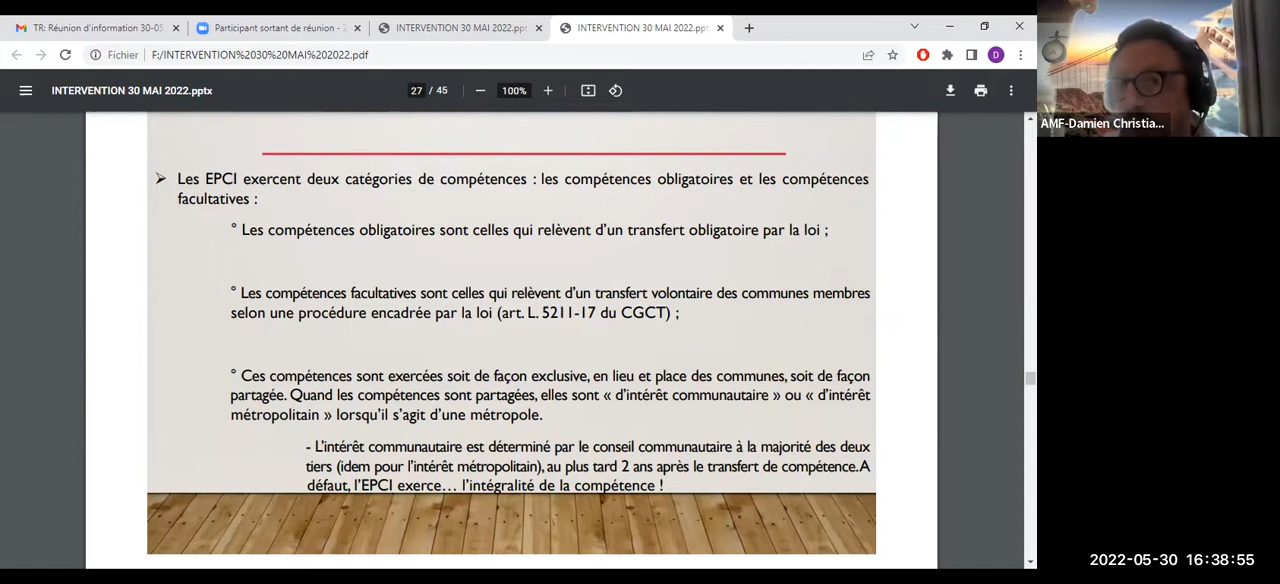 TR: Réunion d'information 30-05
Participant sortant de réunion -
INTERVENTION 30 MAI 2022.ppt
INTERVENTION 30 MAI 2022.ppt
Fichier
F:/INTERVENTION%2030%20MAI%202022.pdf
D
INTERVENTION 30 MAI 2022.pptx
27 / 45
100%
AMF-Damien Christia...
Les EPCI exercent deux catégories de compétences : les compétences obligatoires et les compétences
facultatives :
° Les compétences obligatoires sont celles qui relèvent d'un transfert obligatoire par la loi ;
° Les compétences facultatives sont celles qui relèvent d'un transfert volontaire des communes membres
selon une procédure encadrée par la loi (art. L. 5211-17 du CGCT) ;
° Ces compétences sont exercées soit de façon exclusive, en lieu et place des communes, soit de façon
partagée. Quand les compétences sont partagées, elles sont « d'intérêt communautaire » ou « d'intérêt
métropolitain » lorsqu'il s'agit d'une métropole.
- L'intérêt communautaire est déterminé par le conseil communautaire à la majorité des deux
tiers (idem pour l'intérêt métropolitain), au plus tard 2 ans après le transfert de compétence. A
défaut, l'EPCI exerce… l'intégralité de la compétence !
2022-05-30 16:38:55